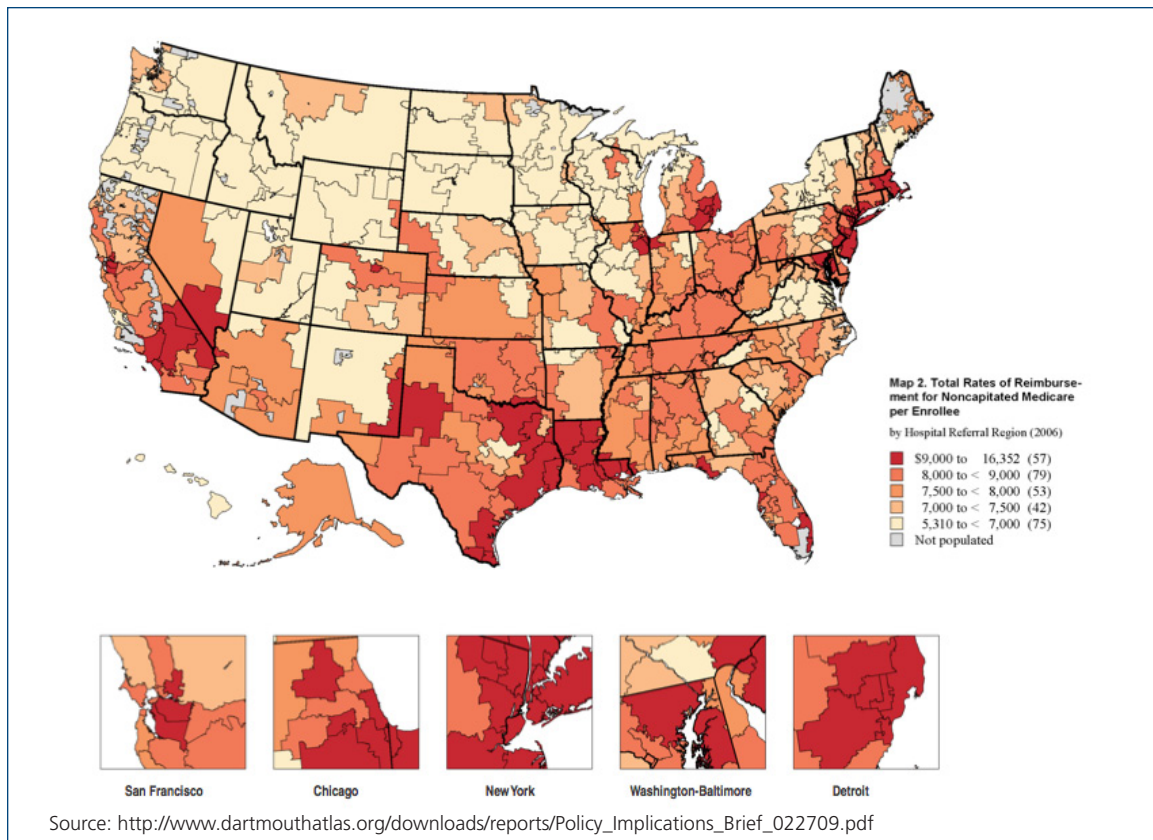 Map 2. Total Rates of Reimburse-
ment for Noncapitated Medicare
per Enrollee
by Hospital Referral Region (2006)
$9,000 to 16,352 (57)
8,000 to < 9,000 (79)
7,500 to < 8,000 (53)
7,000 to < 7,500 (42)
5,310 to < 7,000 (75)
Not populated
San Francisco
Chicago
New York
Washington-Baltimore
Detroit
Source: http://www.dartmouthatlas.org/downloads/reports/Policy_Implications_Brief_022709.pdf